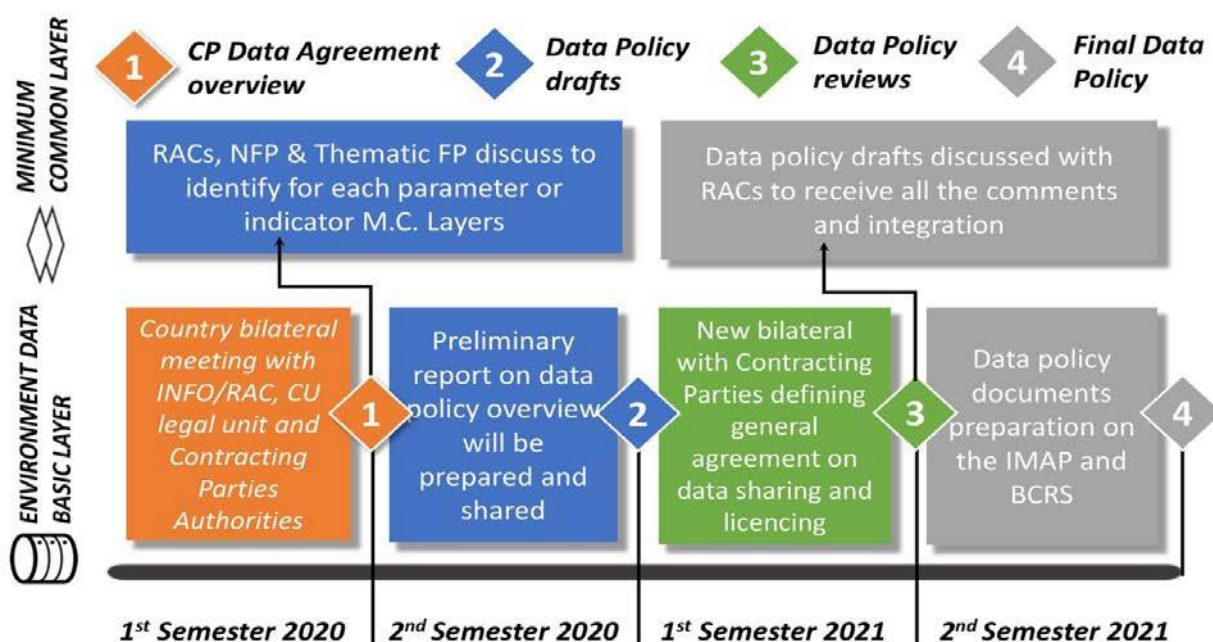 MINIMUM
COMMON LAYER
ENVIRONMENT DATA
BASIC LAYER
1
CP Data Agreement
overview
2
Data Policy
drafts
3
Data Policy
reviews
4
Final Data
Policy
RACs, NFP & Thematic FP discuss to
identify for each parameter or
indicator M.C. Layers
Data policy drafts discussed with
RACs to receive all the comments
and integration
Country bilateral
meeting with
INFO/RAC, CU
legal unit and
Contracting
Parties
Authorities
1
Preliminary
report on data
policy overview
will be
prepared and
shared
2
New bilateral
with Contracting
Parties defining
general
agreement on
data sharing and
licencing
3
Data policy
documents
preparation on
the IMAP and
BCRS
4
1st Semester 2020
2nd Semester 2020
1st Semester 2021
2nd Semester 2021